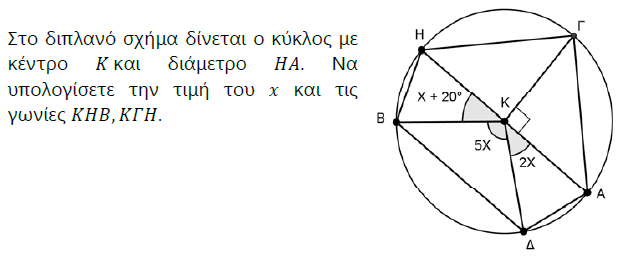 Στο διπλανό σχήμα δίνεται ο κύκλος με
κέντρο Κ και διάμετρο ΗΑ. Να
υπολογίσετε την τιμή του x και τις
γωνίες ΚΗΒ, ΚΓΗ.
Η
Γ
X + 20°
Κ
Β
5X
2X
Α
Δ